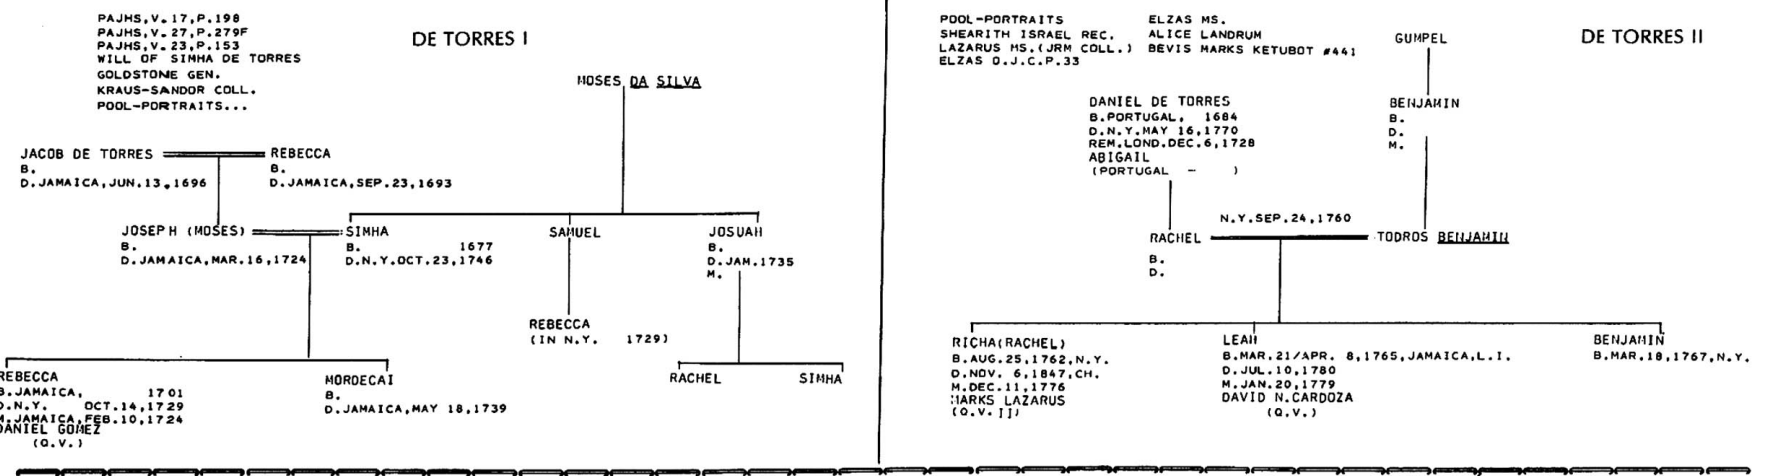 PAJHS,V.17,P.198
PAJHS,V.27,P.279F
PAJHS,V.23,P.153
WILL OF SIMHA DE TORRES
GOLDSTONE GEN.
KRAUS-SANDOR COLL.
POOL-PORTRAITS...
DE TORRES I
MOSES DA SILVA
JACOB DE TORRES
B.
D.JAMAICA,JUN.13,1696
REBECCA
B.
D.JAMAICA,SEP.23,1693
JOSEPH (MOSES)
B.
D.JAMAICA,MAR.16,1724
SIMHA
B. 1677
D.N.Y.OCT.23,1746
SAMUEL
JOSUAH
B.
D.JAM.1735
M.
REBECCA
(IN N.Y. 1729)
RACHEL
SIMHA
REBECCA
B.JAMAICA, 1701
D.N.Y. OCT.14,1729
M.JAMAICA,FEB.10,1724
DANIEL GOMEZ
(Q.V.)
MORDECAI
B.
D.JAMAICA,MAY 18,1739
POOL-PORTRAITS
SHEARITH ISRAEL REC.
LAZARUS MS.(JRM COLL.)
ELZAS O.J.C.P.33
ELZAS MS.
ALICE LANDRUM
BEVIS MARKS KETUBOT #441
DE TORRES II
GUMPEL
DANIEL DE TORRES
B.PORTUGAL, 1684
D.N.Y.MAY 16,1770
REM.LOND.DEC.6,1728
ABIGAIL
(PORTUGAL - )
BENJAMIN
B.
D.
M.
N.Y.SEP.24,1760
RACHEL
B.
D.
TODROS BENJAMIN
RICHA(RACHEL)
B.AUG.25,1762,N.Y.
D.NOV. 6,1847,CH.
M.DEC.11,1776
MARKS LAZARUS
(Q.V.II)
LEAH
B.MAR.21/APR. 8,1765,JAMAICA,L.I.
D.JUL.10,1780
M.JAN.20,1779
DAVID N.CARDOZA
(Q.V.)
BENJAMIN
B.MAR.18,1767,N.Y.